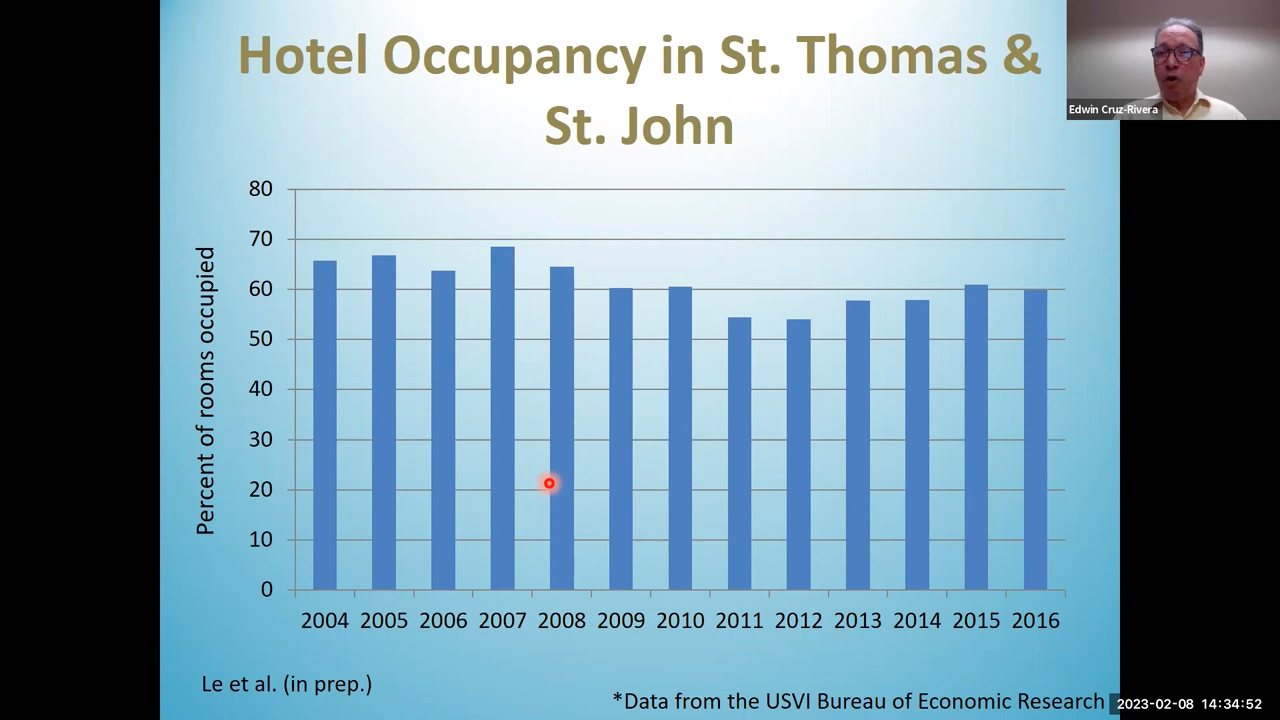 Hotel Occupancy in St. Thomas &
St. John
Edwin Cruz-Rivera
Percent of rooms occupied
80
70
60
50
40
30
20
10
0
2004 2005 2006 2007 2008 2009 2010 2011 2012 2013 2014 2015 2016
Le et al. (in prep.)
*Data from the USVI Bureau of Economic Research
2023-02-08 14:34:52